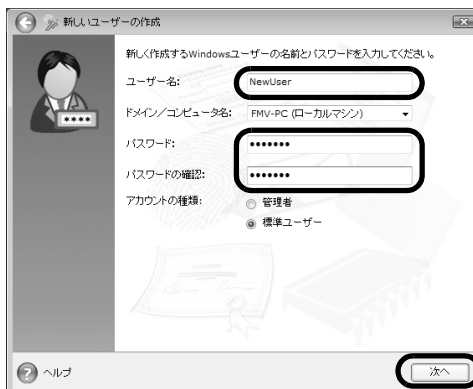 新しいユーザーの作成
新しく作成するWindowsユーザーの名前とパスワードを入力してください。
ユーザー名: NewUser
ドメイン／コンピュータ名: FMV-PC (ローカルマシン)
パスワード: •••••••
パスワードの確認: •••••••
アカウントの種類: 管理者
標準ユーザー
****
ヘルプ
次へ